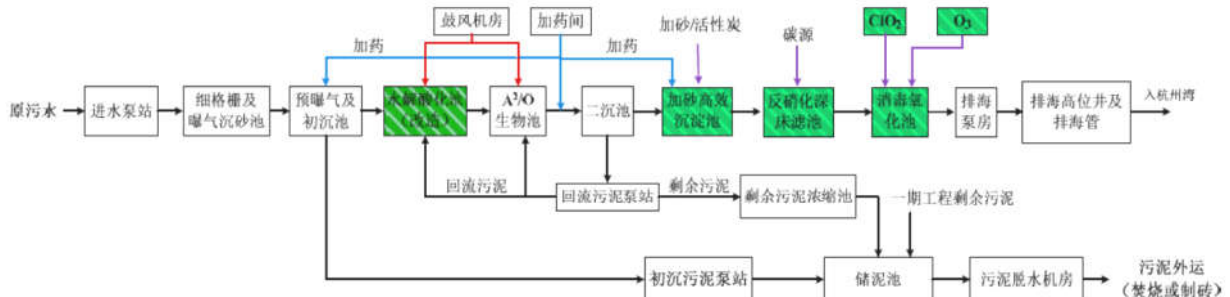 鼓风机房
加药间
加砂/活性炭
碳源
ClO₂
O₃
加药
加药
原污水
进水泵站
细格栅及
曝气沉砂池
预曝气及
初沉池
水解酸化池
(改造)
A²/O
生物池
二沉池
加砂高效
沉淀池
反硝化深
床滤池
消毒氧
化池
排海
泵房
排海高位井及
排海管
入杭州湾
回流污泥
回流污泥泵站
剩余污泥
剩余污泥浓缩池
一期工程剩余污泥
初沉污泥泵站
储泥池
污泥脱水机房
污泥外运
(焚烧或制砖)